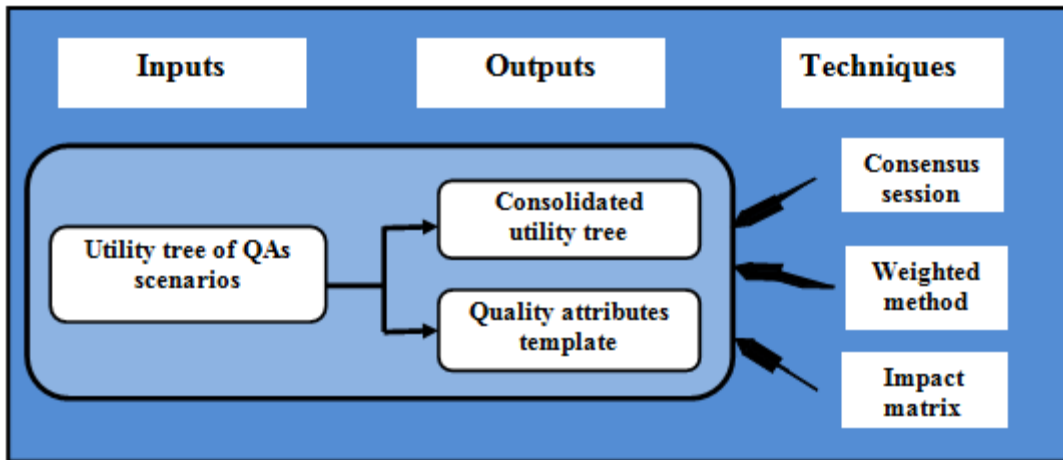 Inputs
Outputs
Techniques
Utility tree of QAs
scenarios
Consolidated
utility tree
Quality attributes
template
Consensus
session
Weighted
method
Impact
matrix